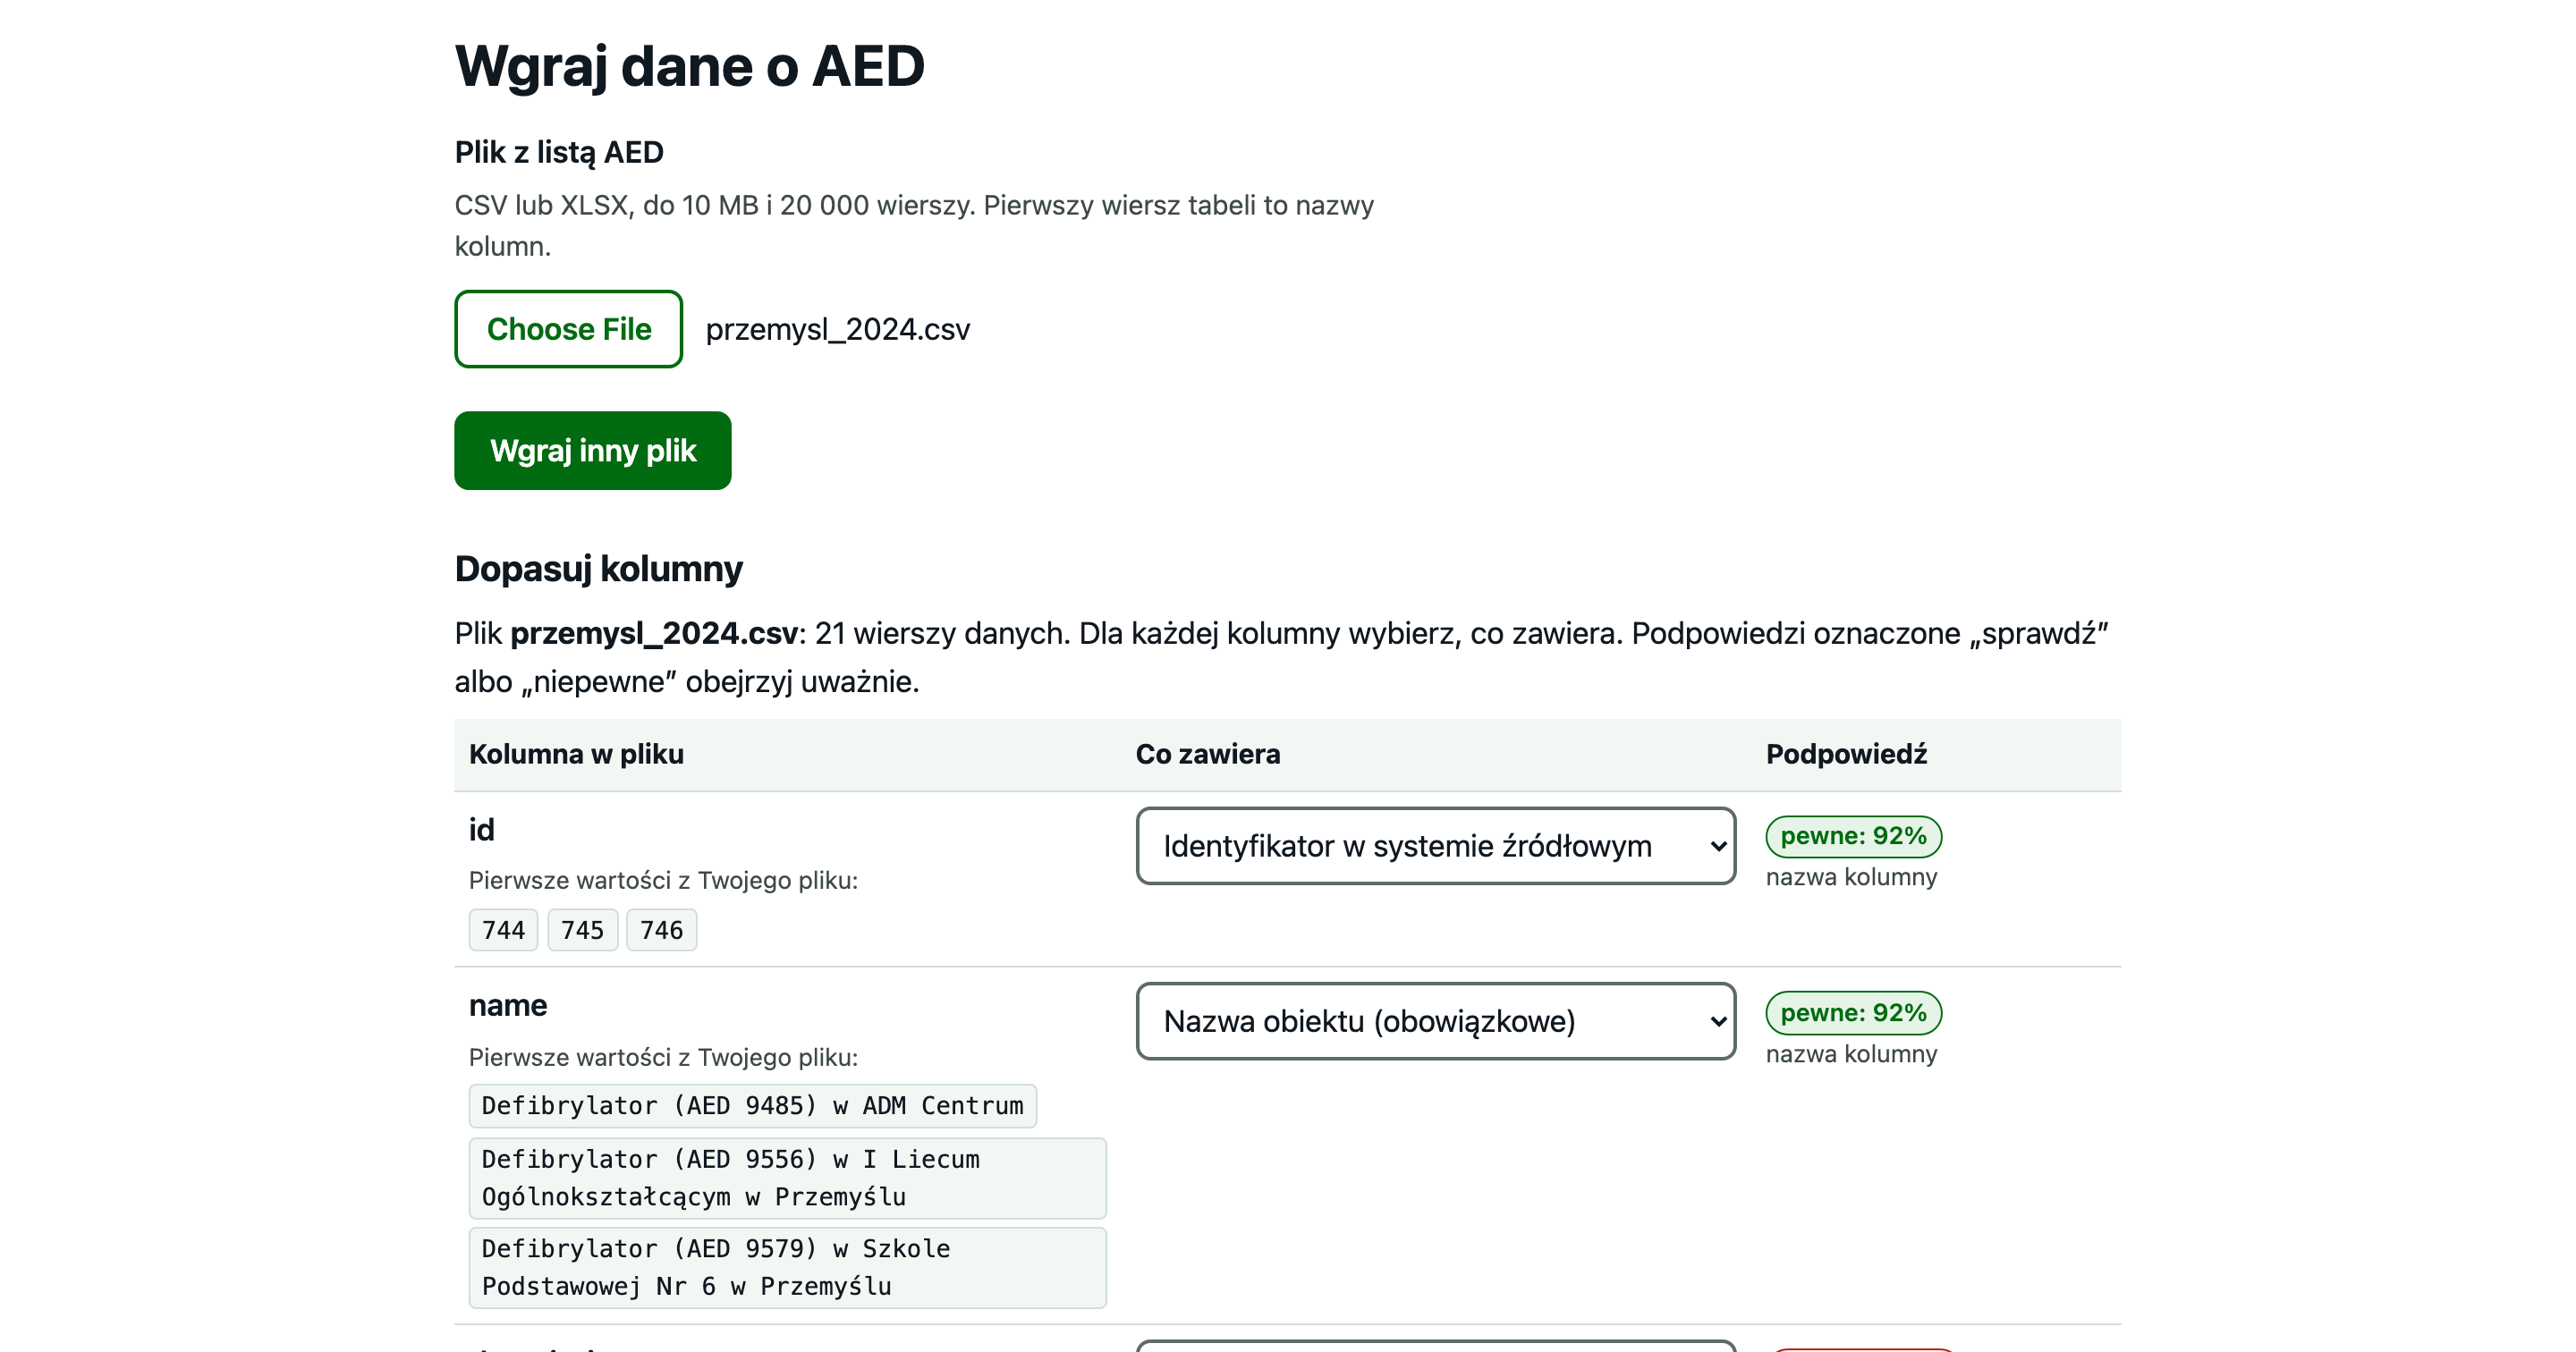 Wgraj dane o AED
Plik z listą AED
CSV lub XLSX, do 10 MB i 20 000 wierszy. Pierwszy wiersz tabeli to nazwy
kolumn.
Choose File przemysl_2024.csv
Wgraj inny plik
Dopasuj kolumny
Plik przemysl_2024.csv: 21 wierszy danych. Dla każdej kolumny wybierz, co zawiera. Podpowiedzi oznaczone „sprawdź”
albo „niepewne” obejrzyj uważnie.
Kolumna w pliku Co zawiera Podpowiedź
id Identyfikator w systemie źródłowym pewne: 92%
nazwa kolumny
Pierwsze wartości z Twojego pliku:
744 745 746
name Nazwa obiektu (obowiązkowe) pewne: 92%
nazwa kolumny
Pierwsze wartości z Twojego pliku:
Defibrylator (AED 9485) w ADM Centrum
Defibrylator (AED 9556) w I Liecum
Ogólnokształcącym w Przemyślu
Defibrylator (AED 9579) w Szkole
Podstawowej Nr 6 w Przemyślu